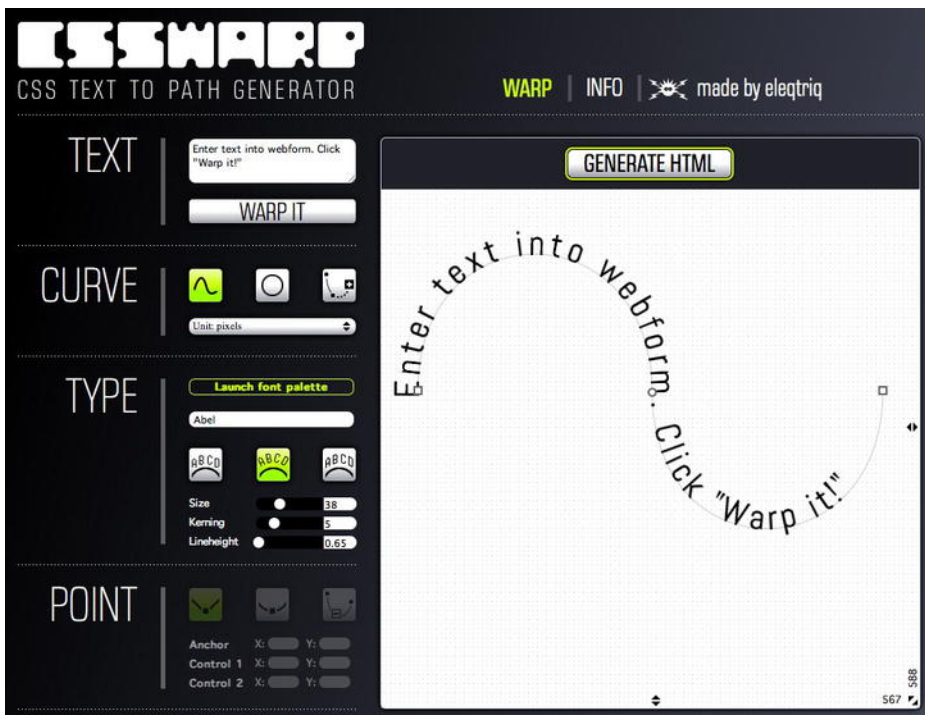 CSSWARP
CSS TEXT TO PATH GENERATOR
WARP | INFO | made by eleqtriq
TEXT
Enter text into webform. Click
"Warp it!"
WARP IT
GENERATE HTML
Enter text into webform. Click "Warp it!"
CURVE
Unit: pixels
TYPE
Launch font palette
Abel
ABCD ABCD ABCD
Size 38
Kerning 5
Lineheight 0.65
POINT
Anchor X: Y:
Control 1 X: Y:
Control 2 X: Y:
588
567